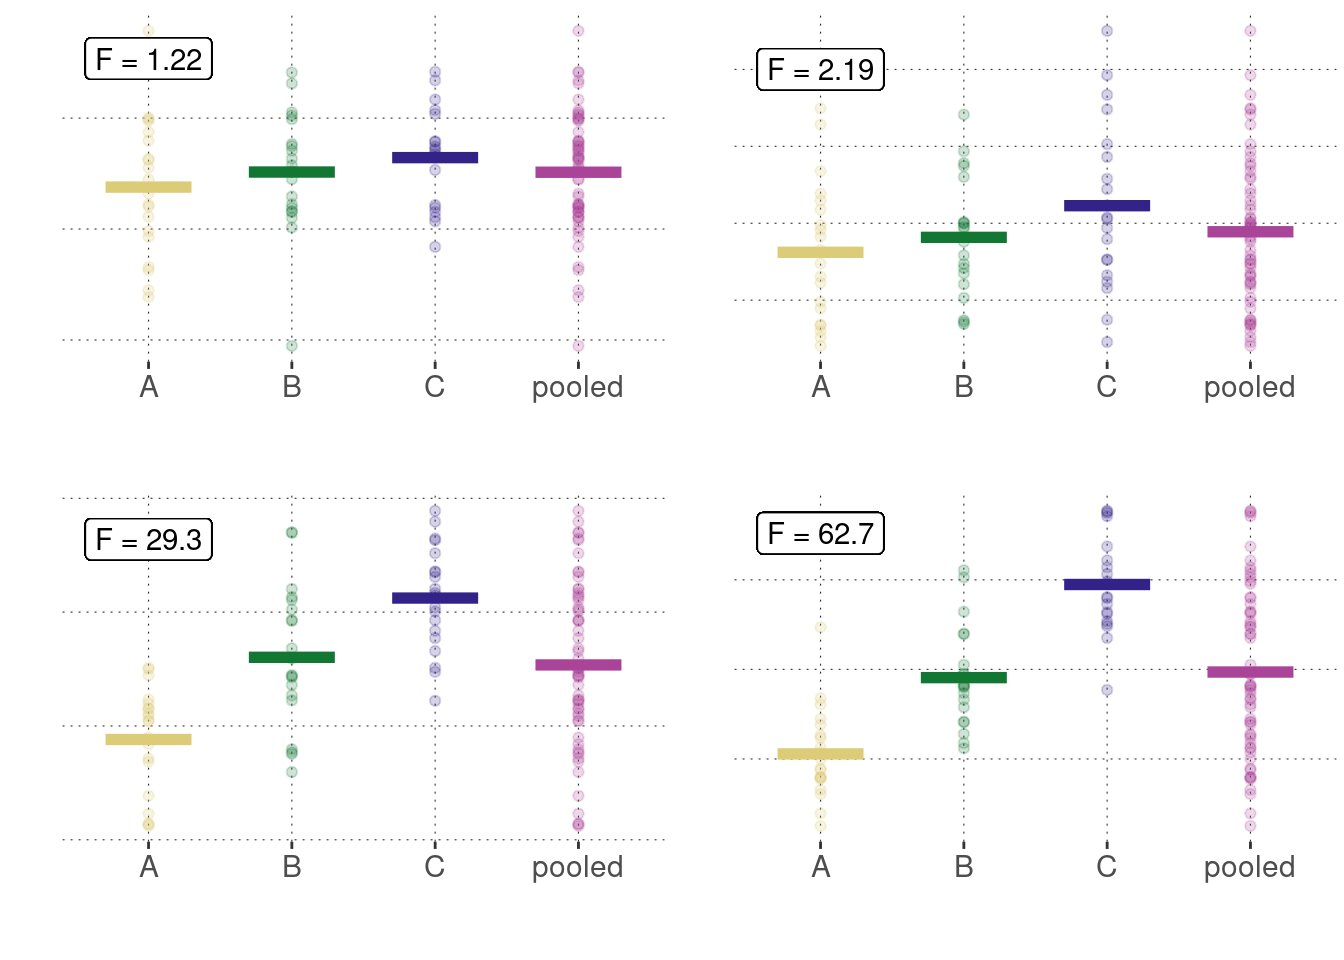 F = 1.22
A B C pooled
F = 2.19
A B C pooled
F = 29.3
A B C pooled
F = 62.7
A B C pooled